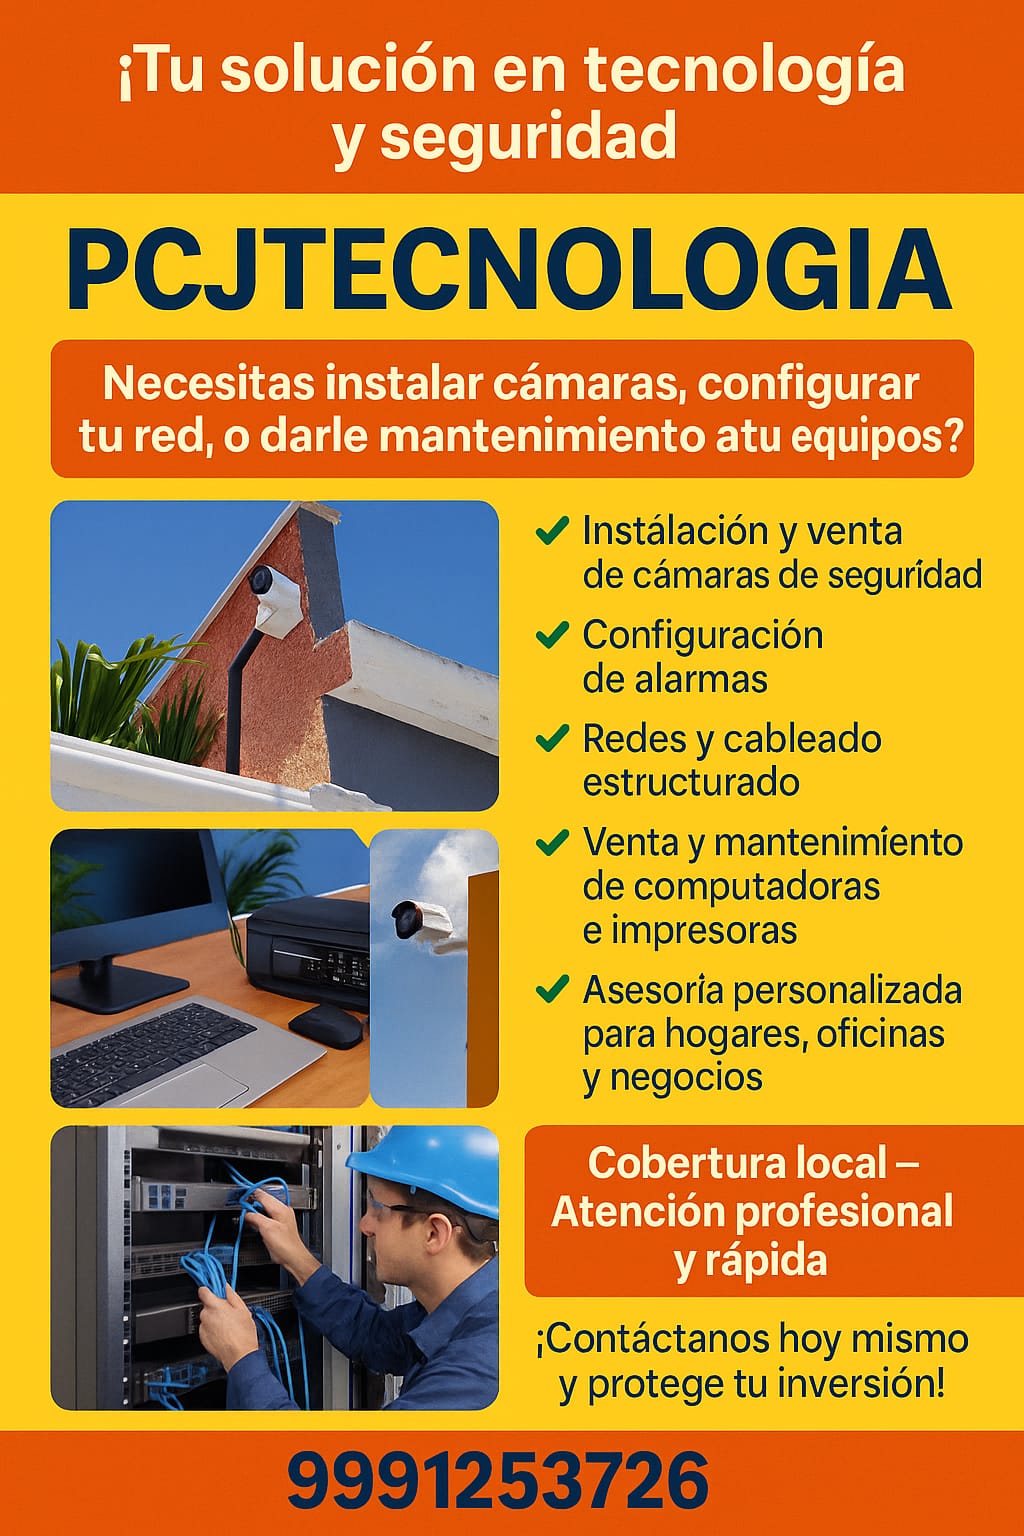 ¡Tu solución en tecnología
y seguridad
PCJTECNOLOGIA
Necesitas instalar cámaras, configurar
tu red, o darle mantenimiento atu equipos?
Instálación y venta
de cámaras de segurídad
Configuración
de alarmas
Redes y cableado
estructurado
Venta y mantenimíento
de computadoras
e impresoras
Asesoría personalizada
para hogares, oficinas
y negocios
Cobertura local –
Atención profesional
y rápida
¡Contáctanos hoy mismo
y protege tu inversión!
9991253726